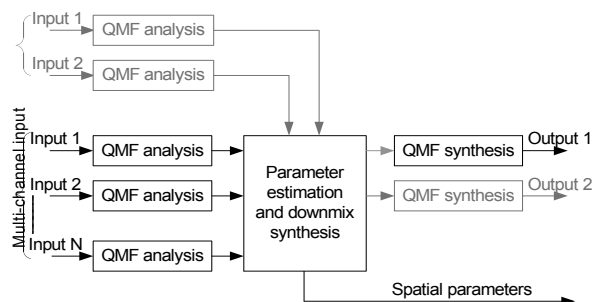 Input 1
QMF analysis
Input 2
QMF analysis
Multi-channel input
Input 1
QMF analysis
Input 2
QMF analysis
Input N
QMF analysis
Parameter
estimation
and downmix
synthesis
QMF synthesis
Output 1
QMF synthesis
Output 2
Spatial parameters